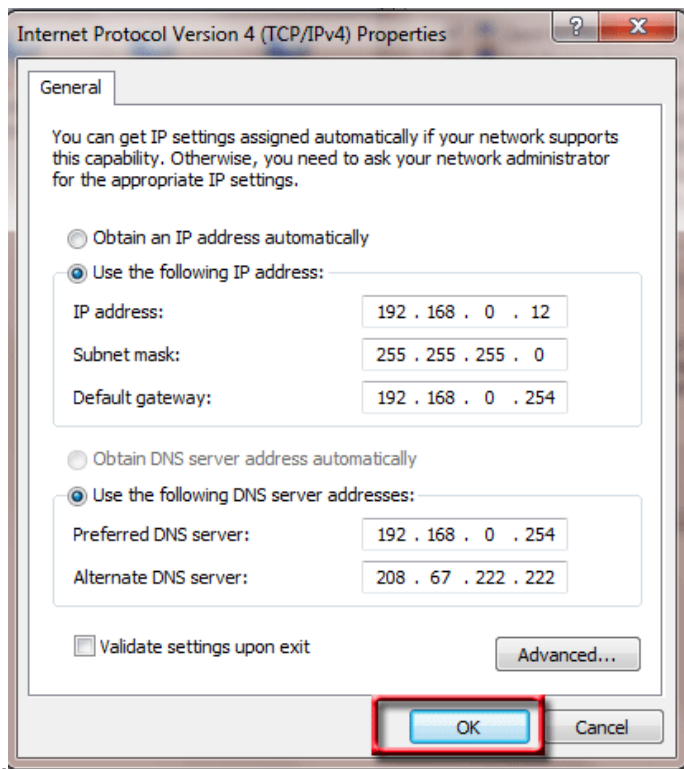 Internet Protocol Version 4 (TCP/IPv4) Properties
?
General
You can get IP settings assigned automatically if your network supports
this capability. Otherwise, you need to ask your network administrator
for the appropriate IP settings.
Obtain an IP address automatically
Use the following IP address:
IP address: 192 . 168 . 0 . 12
Subnet mask: 255 . 255 . 255 . 0
Default gateway: 192 . 168 . 0 . 254
Obtain DNS server address automatically
Use the following DNS server addresses:
Preferred DNS server: 192 . 168 . 0 . 254
Alternate DNS server: 208 . 67 . 222 . 222
Validate settings upon exit
Advanced...
OK Cancel